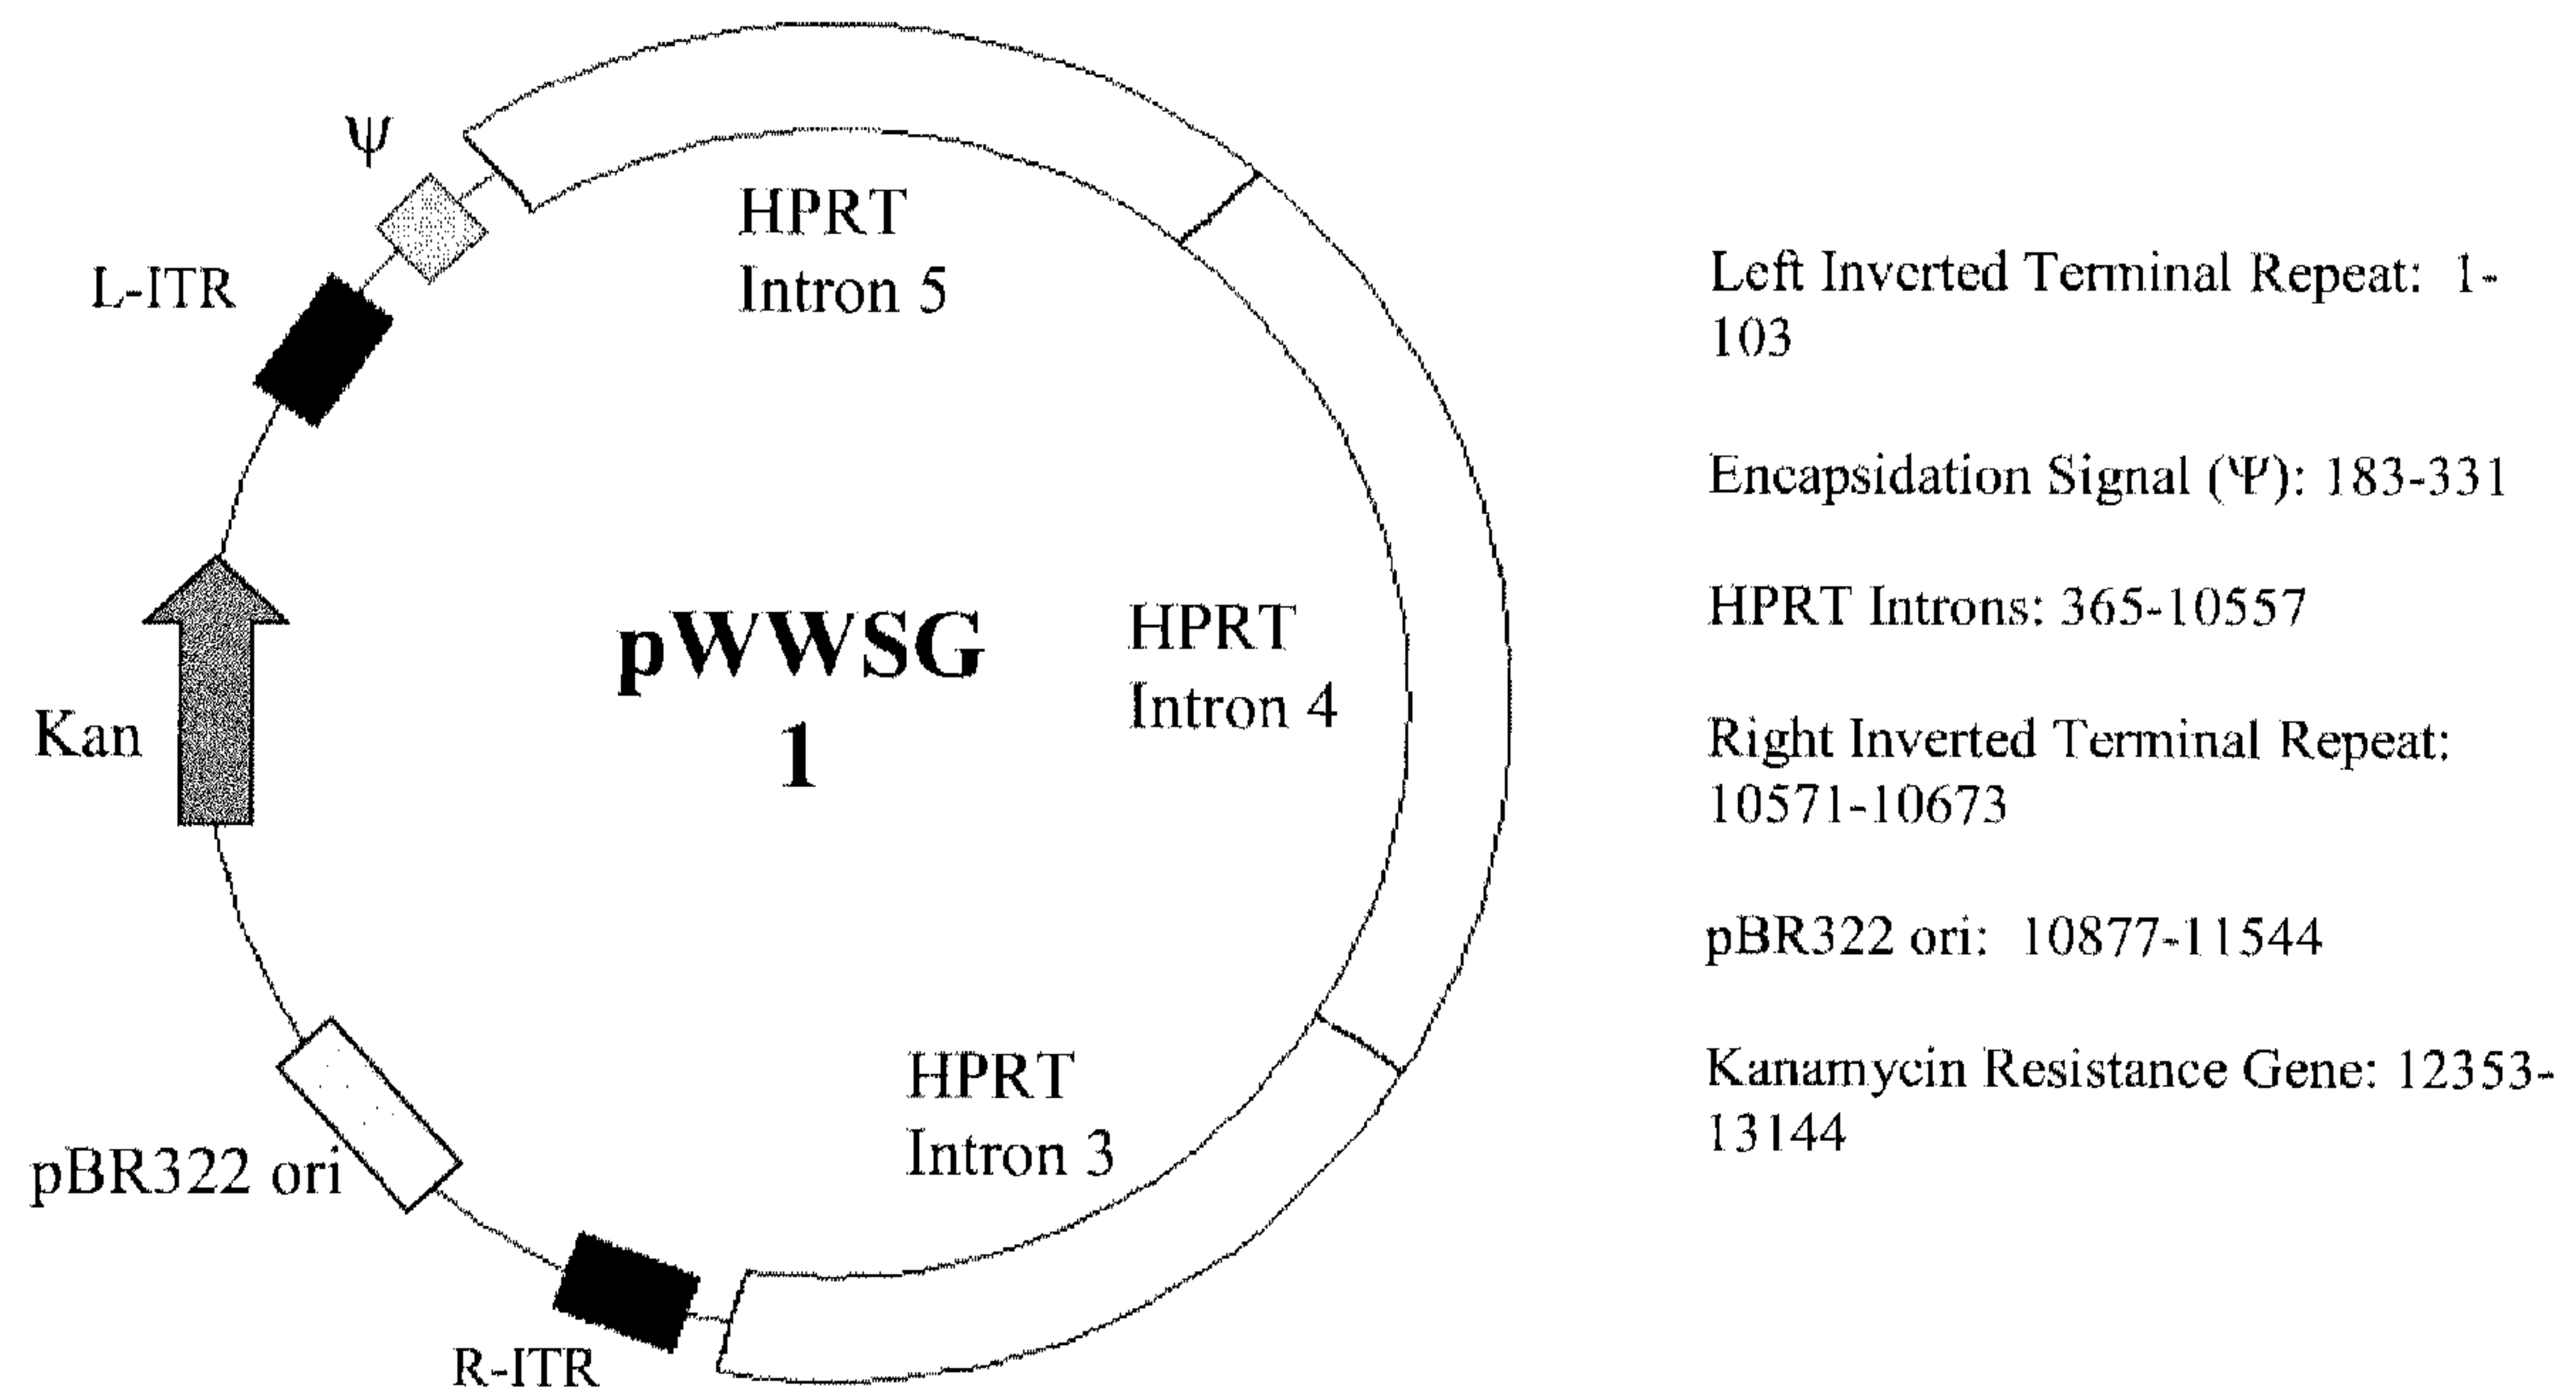 Ψ
L-ITR
HPRT
Intron 5
pWWSG
1
HPRT
Intron 4
Kan
HPRT
Intron 3
pBR322 ori
R-ITR
Left Inverted Terminal Repeat: 1-
103
Encapsidation Signal (Ψ): 183-331
HPRT Introns: 365-10557
Right Inverted Terminal Repeat:
10571-10673
pBR322 ori: 10877-11544
Kanamycin Resistance Gene: 12353-
13144